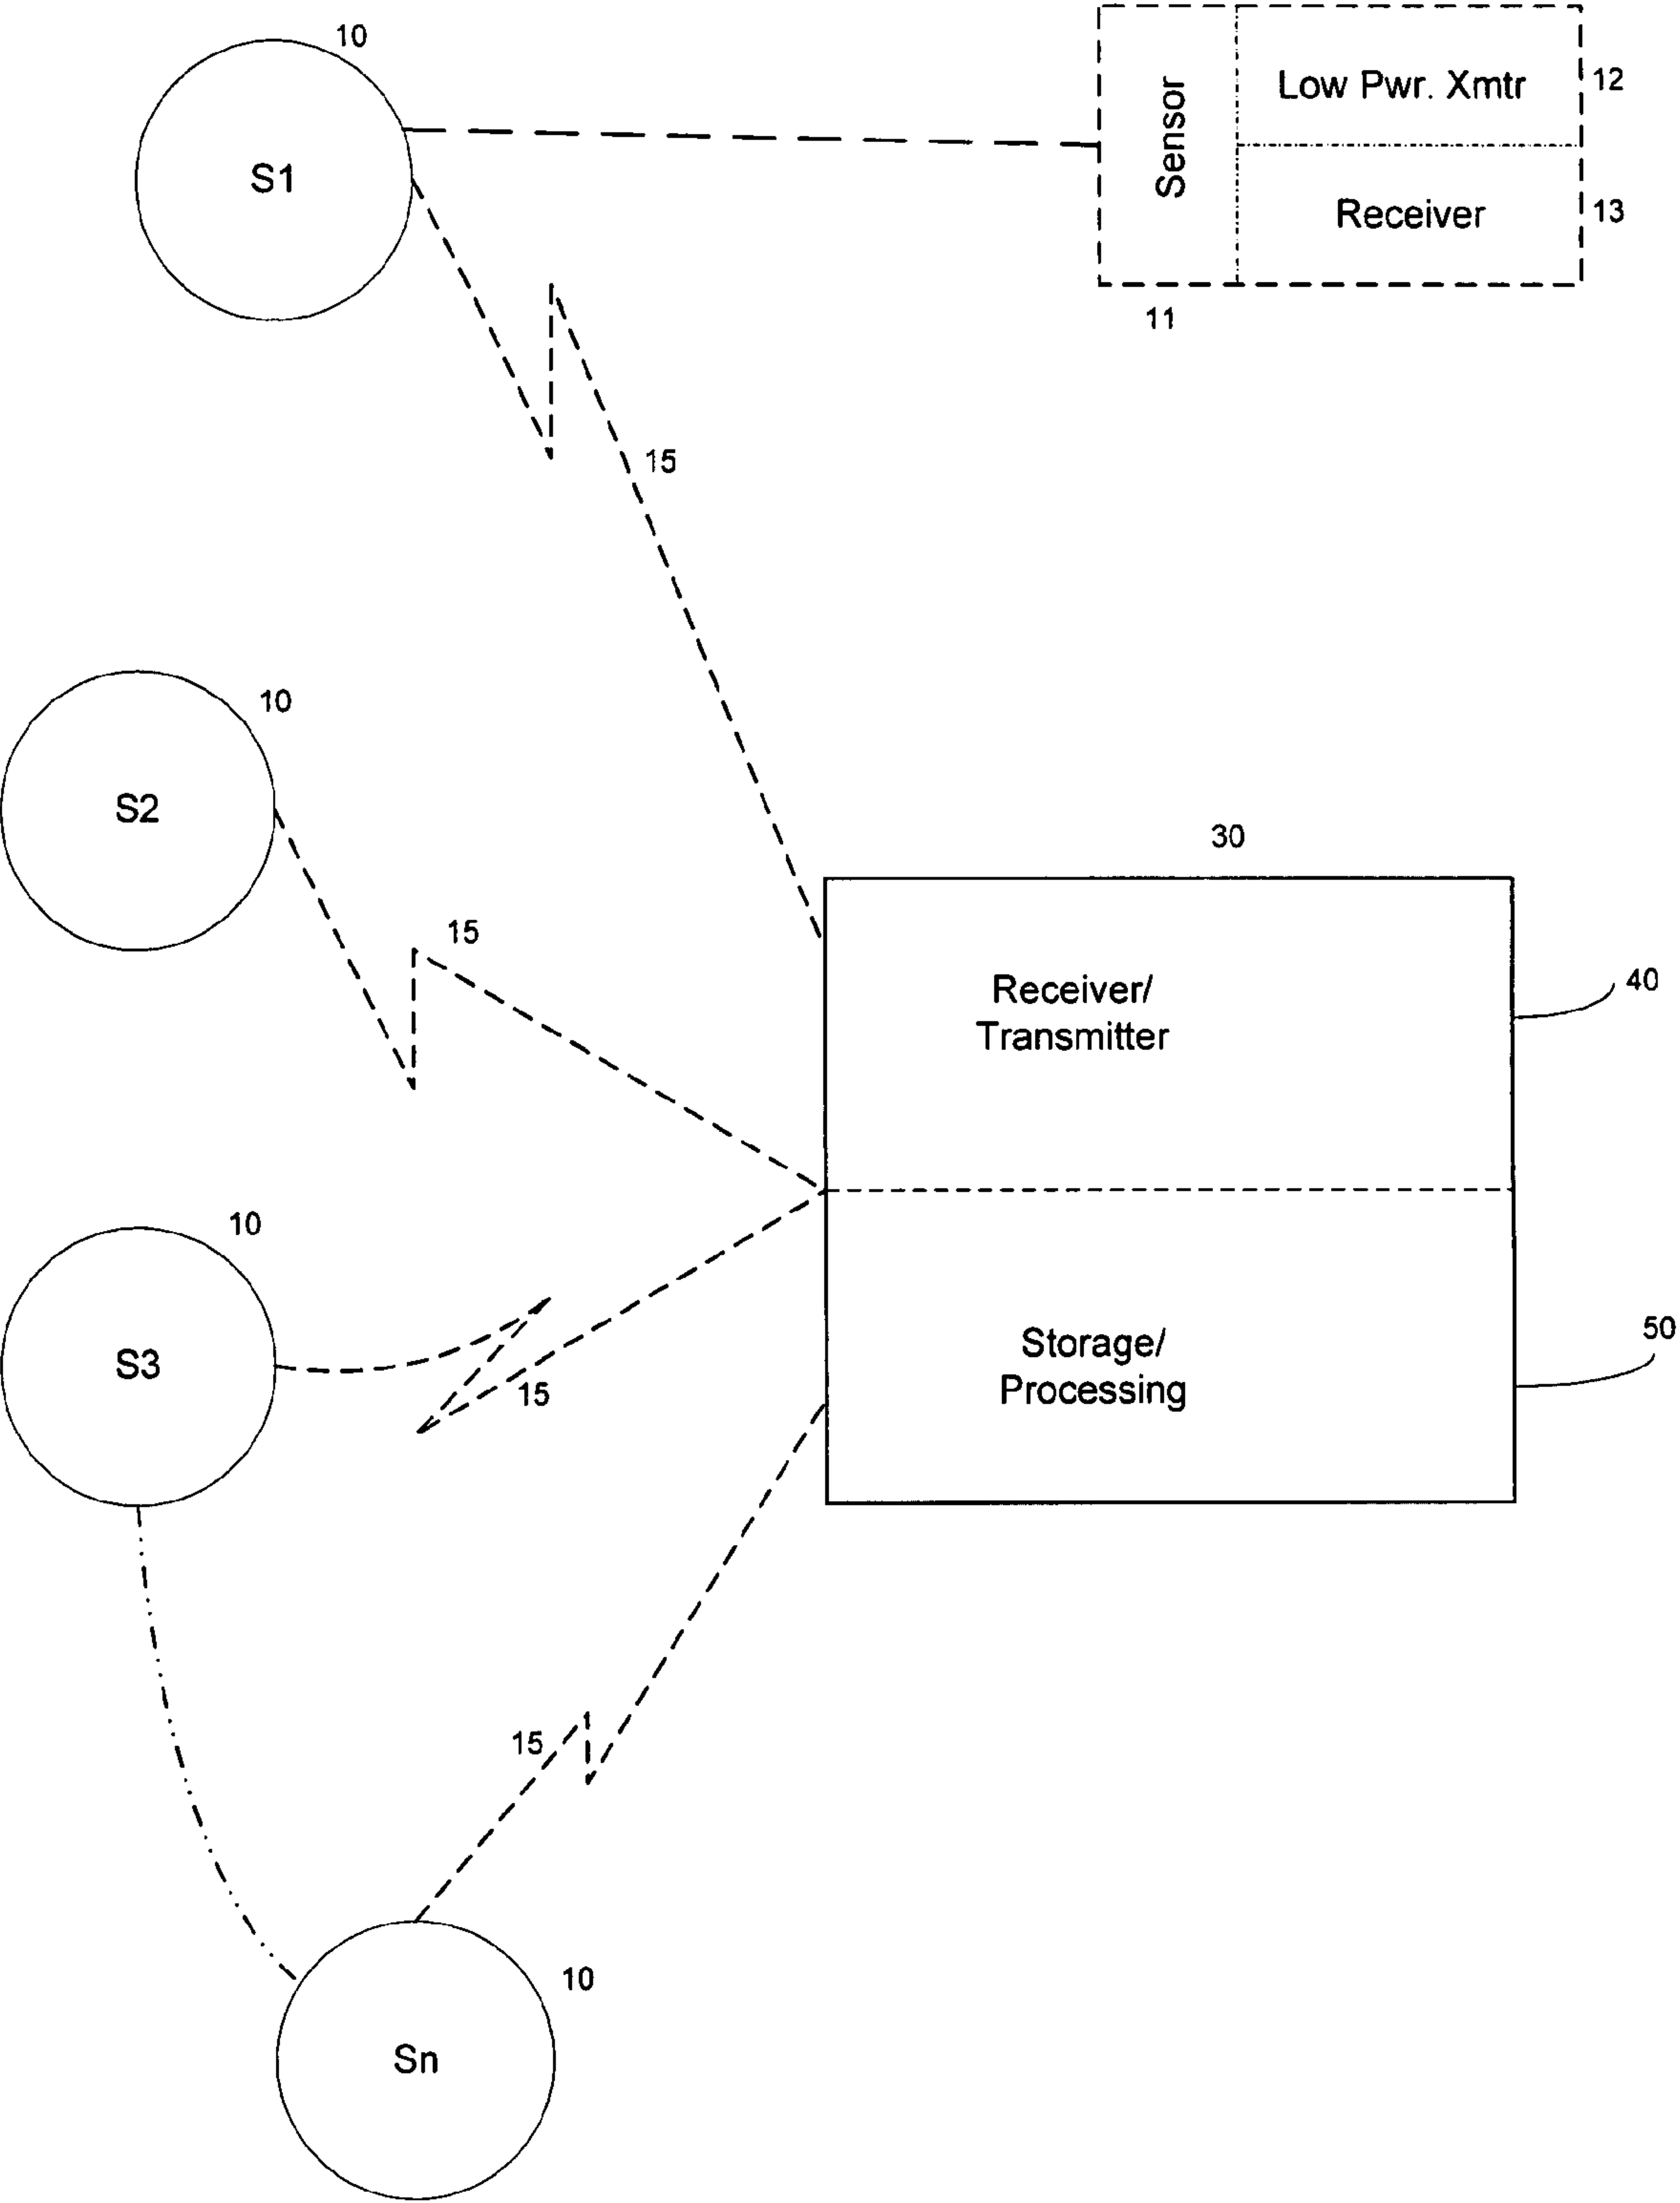 10
S1
Sensor
Low Pwr. Xmtr
12
Receiver
13
11
15
10
S2
15
30
Receiver/
Transmitter
40
10
S3
15
Storage/
Processing
50
15
10
Sn